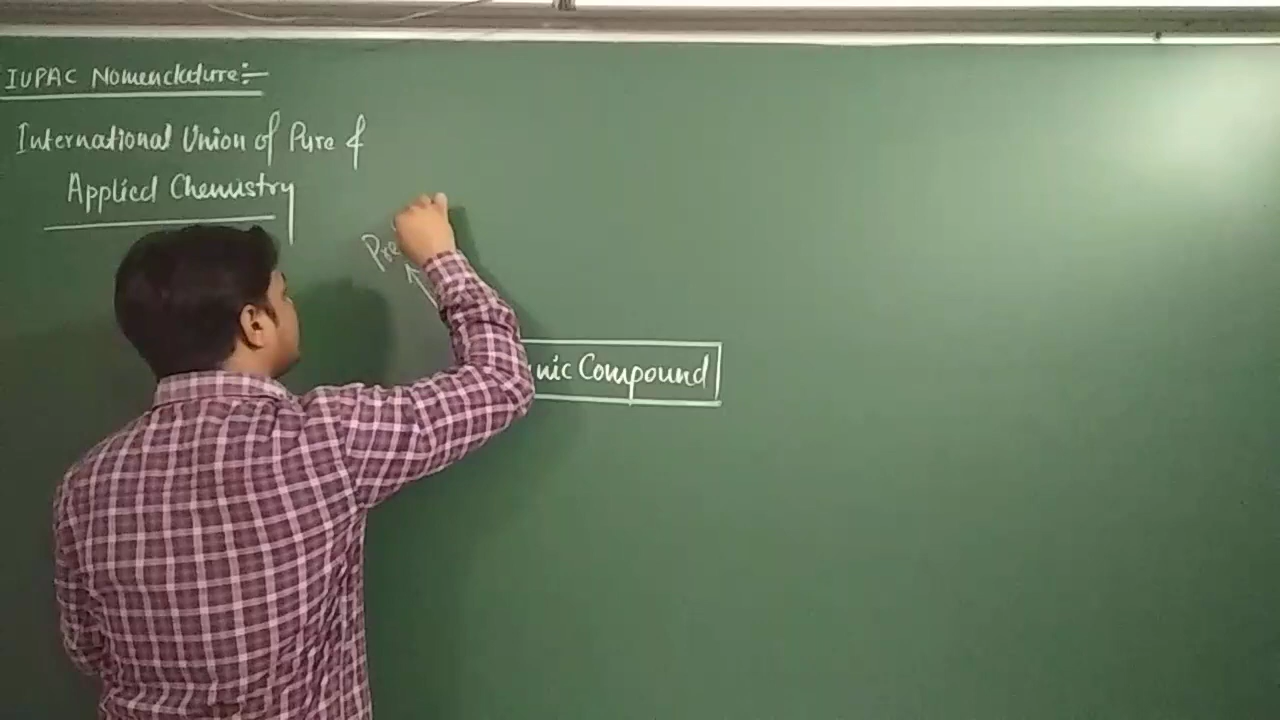 IUPAC Nomenclature:-
International Union of Pure &
Applied Chemistry
Pre
nic Compound